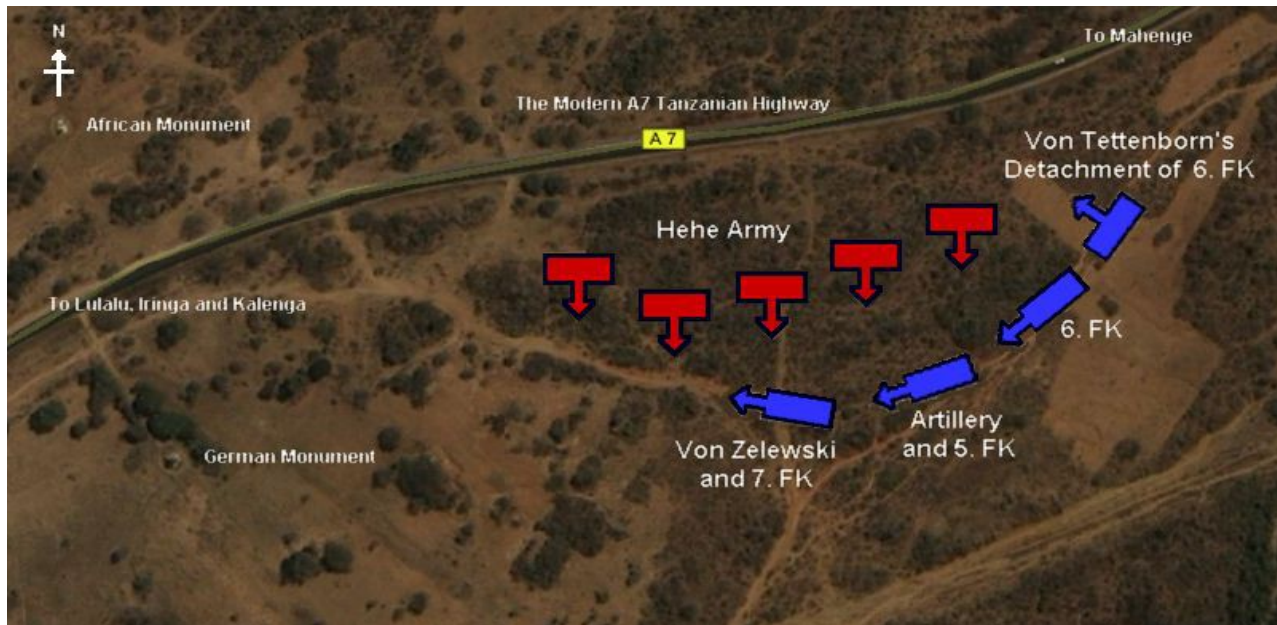 N
To Mahenge
The Modern A7 Tanzanian Highway
A 7
African Monument
Von Tettenborn's
Detachment of 6. FK
Hehe Army
To Lulalu, Iringa and Kalenga
6. FK
Artillery
and 5. FK
Von Zelewski
and 7. FK
German Monument